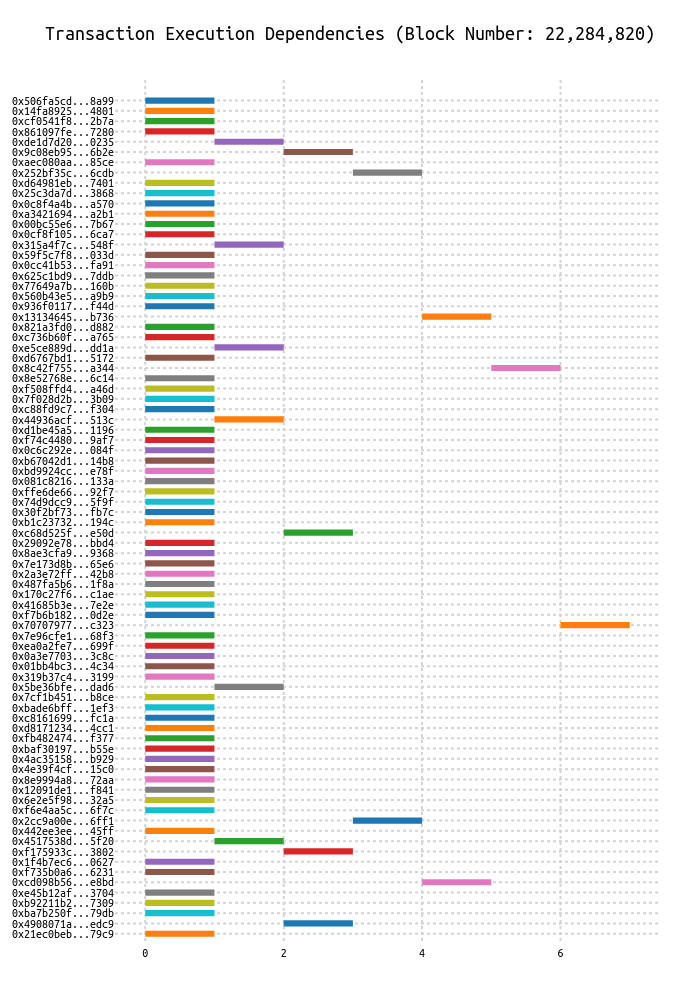 Transaction Execution Dependencies (Block Number: 22,284,820)
0x506fa5cd...8a99
0x14fa8925...4801
0xcf0541f8...2b7a
0x861097fe...7280
0xde1d7d20...0235
0x9c08eb95...6b2e
0xaec080aa...85ce
0x252bf35c...6cdb
0xd64981eb...7401
0x25c3da7d...3868
0x0c8f4a4b...a570
0xa3421694...a2b1
0x00bc55e6...7b67
0x0cf8f105...6ca7
0x315a4f7c...548f
0x59f5c7f8...033d
0x0cc41b53...fa91
0x625c1bd9...7ddb
0x77649a7b...160b
0x560b43e5...a9b9
0x936f0117...f44d
0x13134645...b736
0x821a3fd0...d882
0xc736b60f...a765
0xe5ce889d...dd1a
0xd6767bd1...5172
0x8c42f755...a344
0x8e52768e...6c14
0xf508ffd4...a46d
0x7f028d2b...3b09
0xc88fd9c7...f304
0x44936acf...513c
0xd1be45a5...1196
0xf74c4480...9af7
0x0c6c292e...084f
0xb67042d1...14b8
0xbd9924cc...e78f
0x081c8216...133a
0xffe6de66...92f7
0x74d9dcc9...5f9f
0x30f2bf73...fb7c
0xb1c23732...194c
0xc68d525f...e50d
0x29092e78...bbd4
0x8ae3cfa9...9368
0x7e173d8b...65e6
0x2a3e72ff...42b8
0x487fa5b6...1f8a
0x170c27f6...c1ae
0x41685b3e...7e2e
0xf7b6b182...0d2e
0x70707977...c323
0x7e96cfe1...68f3
0xea0a2fe7...699f
0x0a3e7703...3c8c
0x01bb4bc3...4c34
0x319b37c4...3199
0x5be36bfe...dad6
0x7cf1b451...b8ce
0xbade6bff...1ef3
0xc8161699...fc1a
0xd8171234...4cc1
0xfb482474...f377
0xbaf30197...b55e
0x4ac35158...b929
0x4e39f4cf...15c0
0x8e9994a8...72aa
0x12091de1...f841
0x6e2e5f98...32a5
0xf6e4aa5c...6f7c
0x2cc9a00e...6ff1
0x442ee3ee...45ff
0x4517538d...5f20
0xf175933c...3802
0x1f4b7ec6...0627
0xf735b0a6...6231
0xcd098b56...e8bd
0xe45b12af...3704
0xb92211b2...7309
0xba7b250f...79db
0x4908071a...edc9
0x21ec0beb...79c9
0 2 4 6